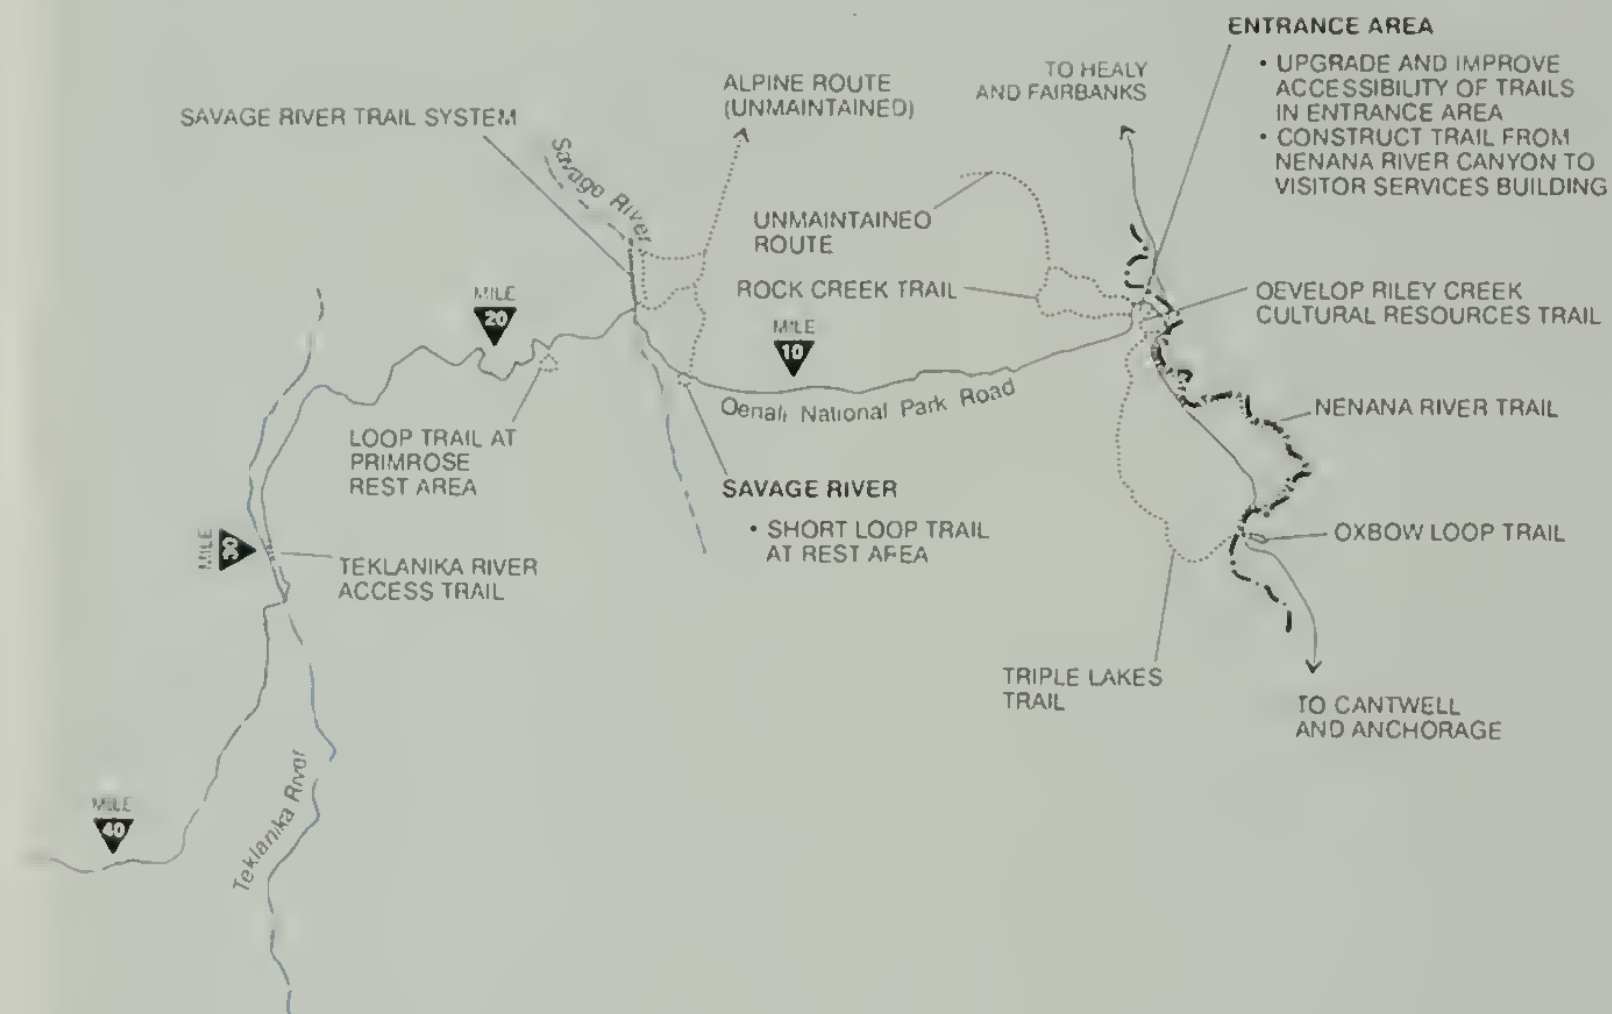 ENTRANCE AREA
• UPGRADE AND IMPROVE
ACCESSIBILITY OF TRAILS
IN ENTRANCE AREA
• CONSTRUCT TRAIL FROM
NENANA RIVER CANYON TO
VISITOR SERVICES BUILDING
TO HEALY
AND FAIRBANKS
ALPINE ROUTE
(UNMAINTAINED)
SAVAGE RIVER TRAIL SYSTEM
Savage River
UNMAINTAINED
ROUTE
ROCK CREEK TRAIL
DEVELOP RILEY CREEK
CULTURAL RESOURCES TRAIL
MILE
20
MILE
10
Denali National Park Road
NENANA RIVER TRAIL
LOOP TRAIL AT
PRIMROSE
REST AREA
SAVAGE RIVER
• SHORT LOOP TRAIL
AT REST AREA
OXBOW LOOP TRAIL
MILE
30
TEKLANIKA RIVER
ACCESS TRAIL
TRIPLE LAKES
TRAIL
TO CANTWELL
AND ANCHORAGE
Teklanika River
MILE
40